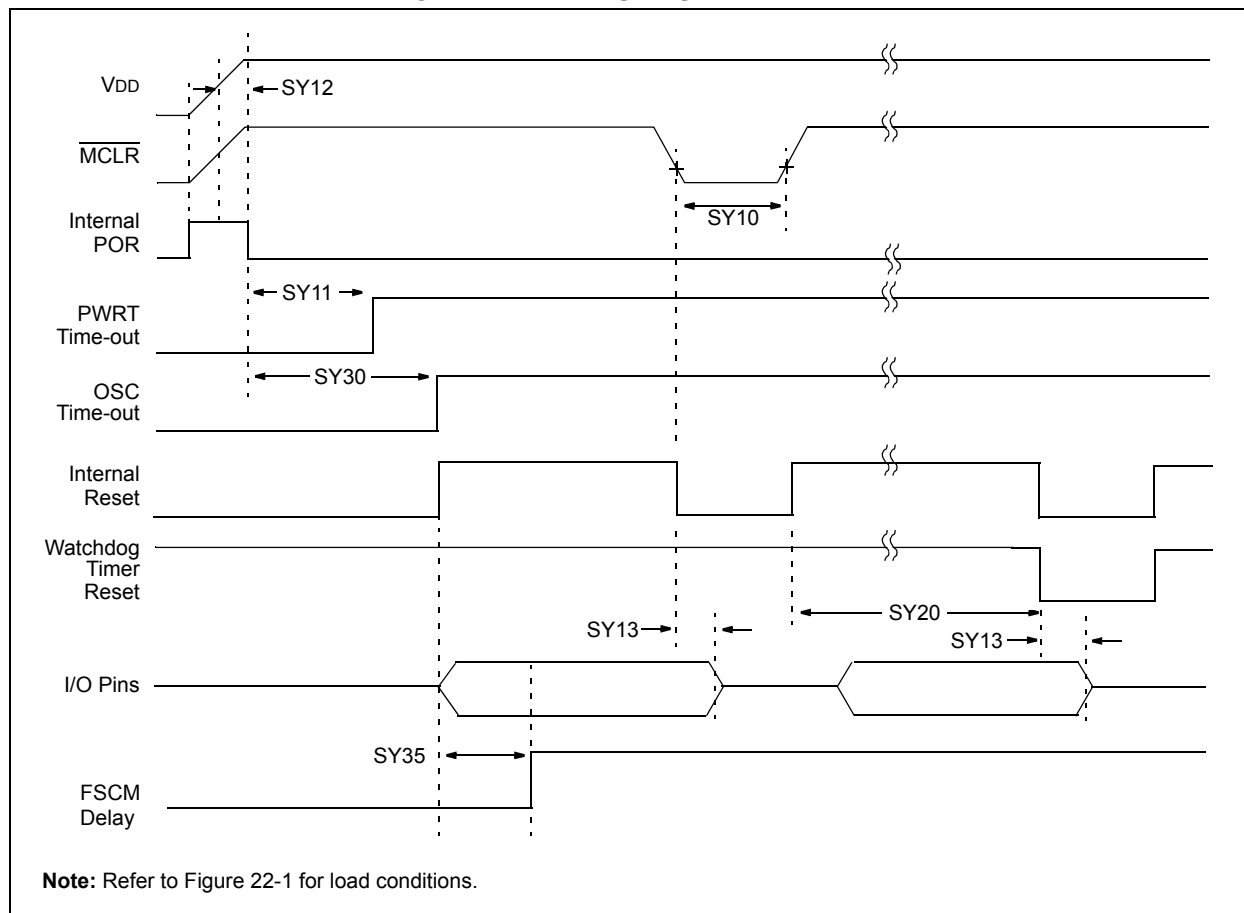 VDD
SY12
MCLR
SY10
Internal
POR
SY11
PWRT
Time-out
SY30
OSC
Time-out
Internal
Reset
Watchdog
Timer
Reset
SY20
SY13
SY13
I/O Pins
SY35
FSCM
Delay
Note: Refer to Figure 22-1 for load conditions.